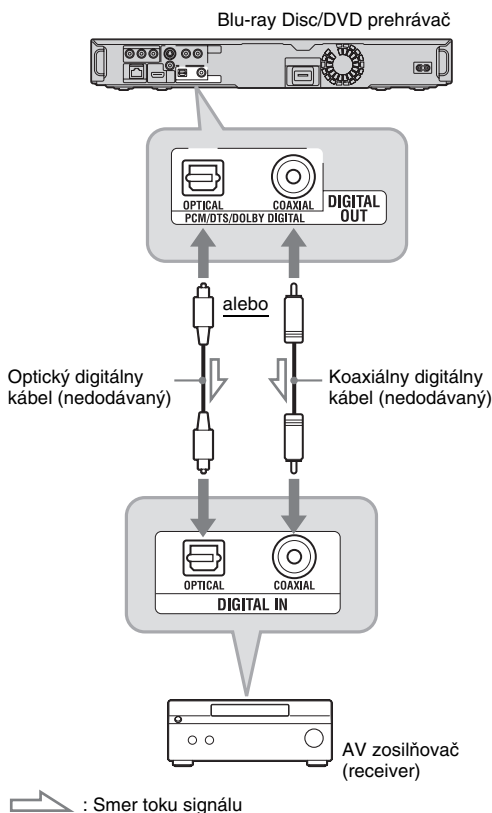 Blu-ray Disc/DVD prehrávač
OPTICAL COAXIAL DIGITAL OUT
PCM/DTS/DOLBY DIGITAL
alebo
Optický digitálny
kábel (nedodávaný)
Koaxiálny digitálny
kábel (nedodávaný)
OPTICAL COAXIAL
DIGITAL IN
AV zosilňovač
(receiver)
: Smer toku signálu